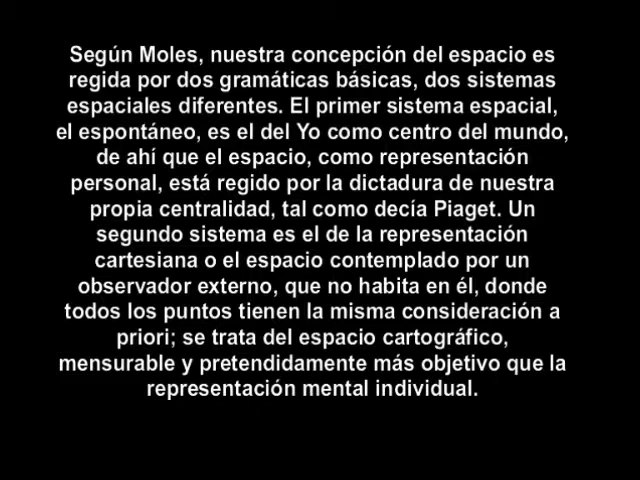 Según Moles, nuestra concepción del espacio es
regida por dos gramáticas básicas, dos sistemas
espaciales diferentes. El primer sistema espacial,
el espontáneo, es el del Yo como centro del mundo,
de ahí que el espacio, como representación
personal, está regido por la dictadura de nuestra
propia centralidad, tal como decía Piaget. Un
segundo sistema es el de la representación
cartesiana o el espacio contemplado por un
observador externo, que no habita en él, donde
todos los puntos tienen la misma consideración a
priori; se trata del espacio cartográfico,
mensurable y pretendidamente más objetivo que la
representación mental individual.